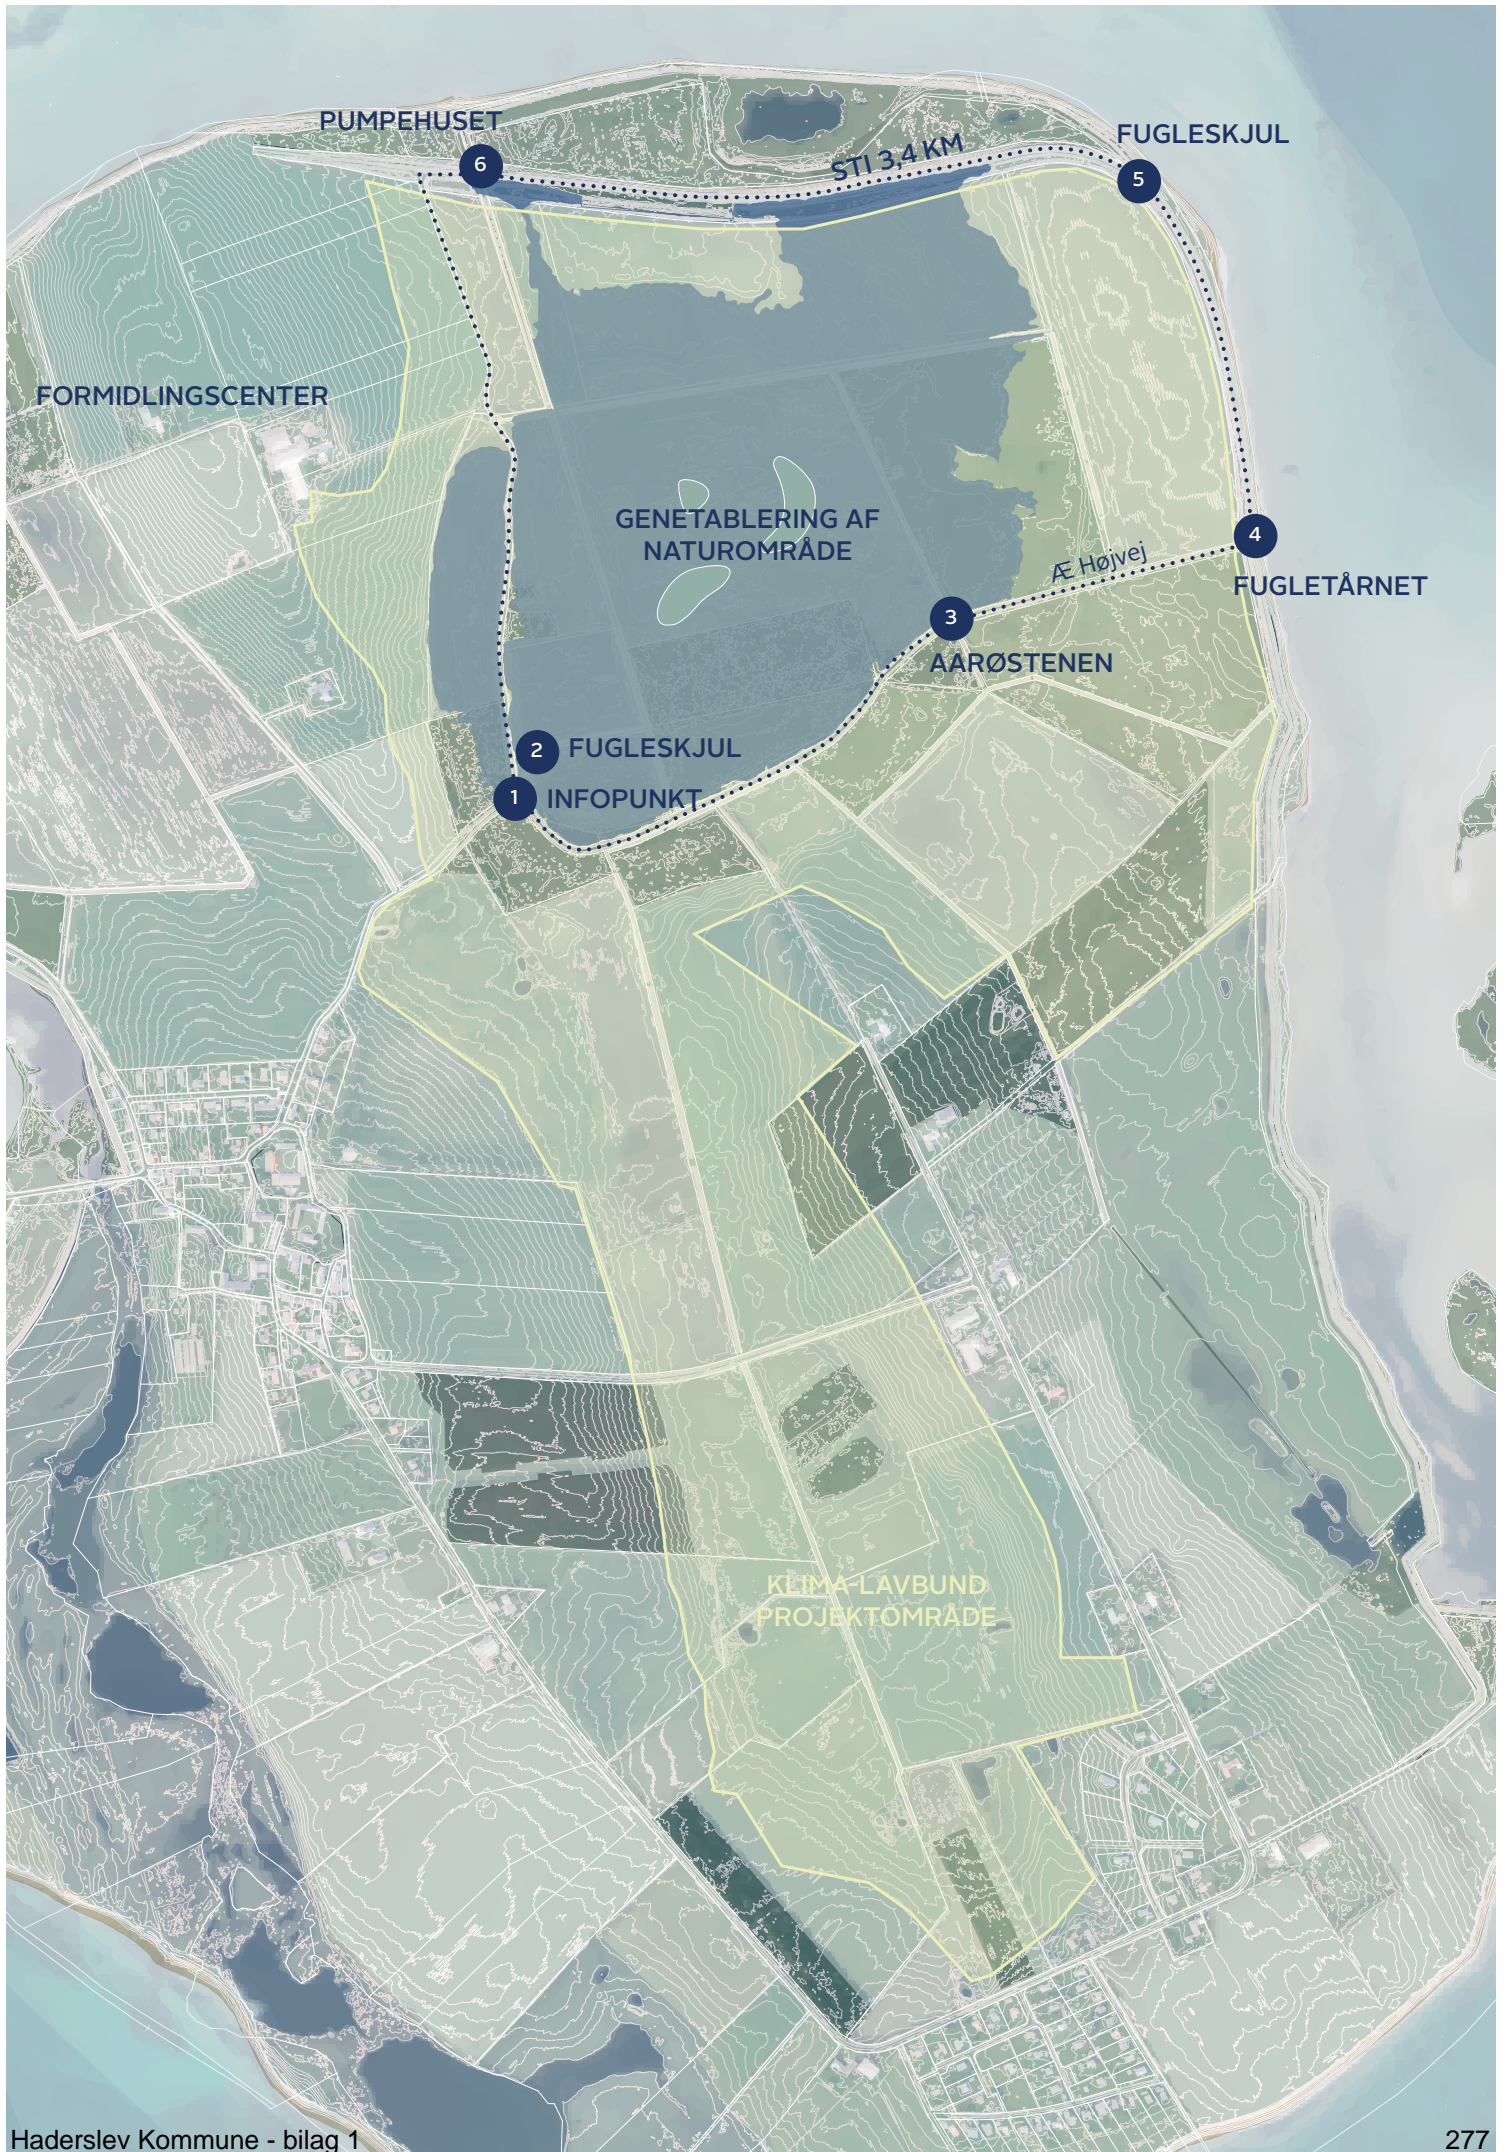 PUMPEHUSET
6
STI 3,4 KM
FUGLESKJUL
5
FORMIDLINGSCENTER
GENETABLERING AF
NATUROMRÅDE
4
FUGLETÅRNET
Æ Højvej
3
AARØSTENEN
2 FUGLESKJUL
1 INFOPUNKT
KLIMA-LAVBUND
PROJEKTOMRÅDE
Haderslev Kommune - bilag 1
277